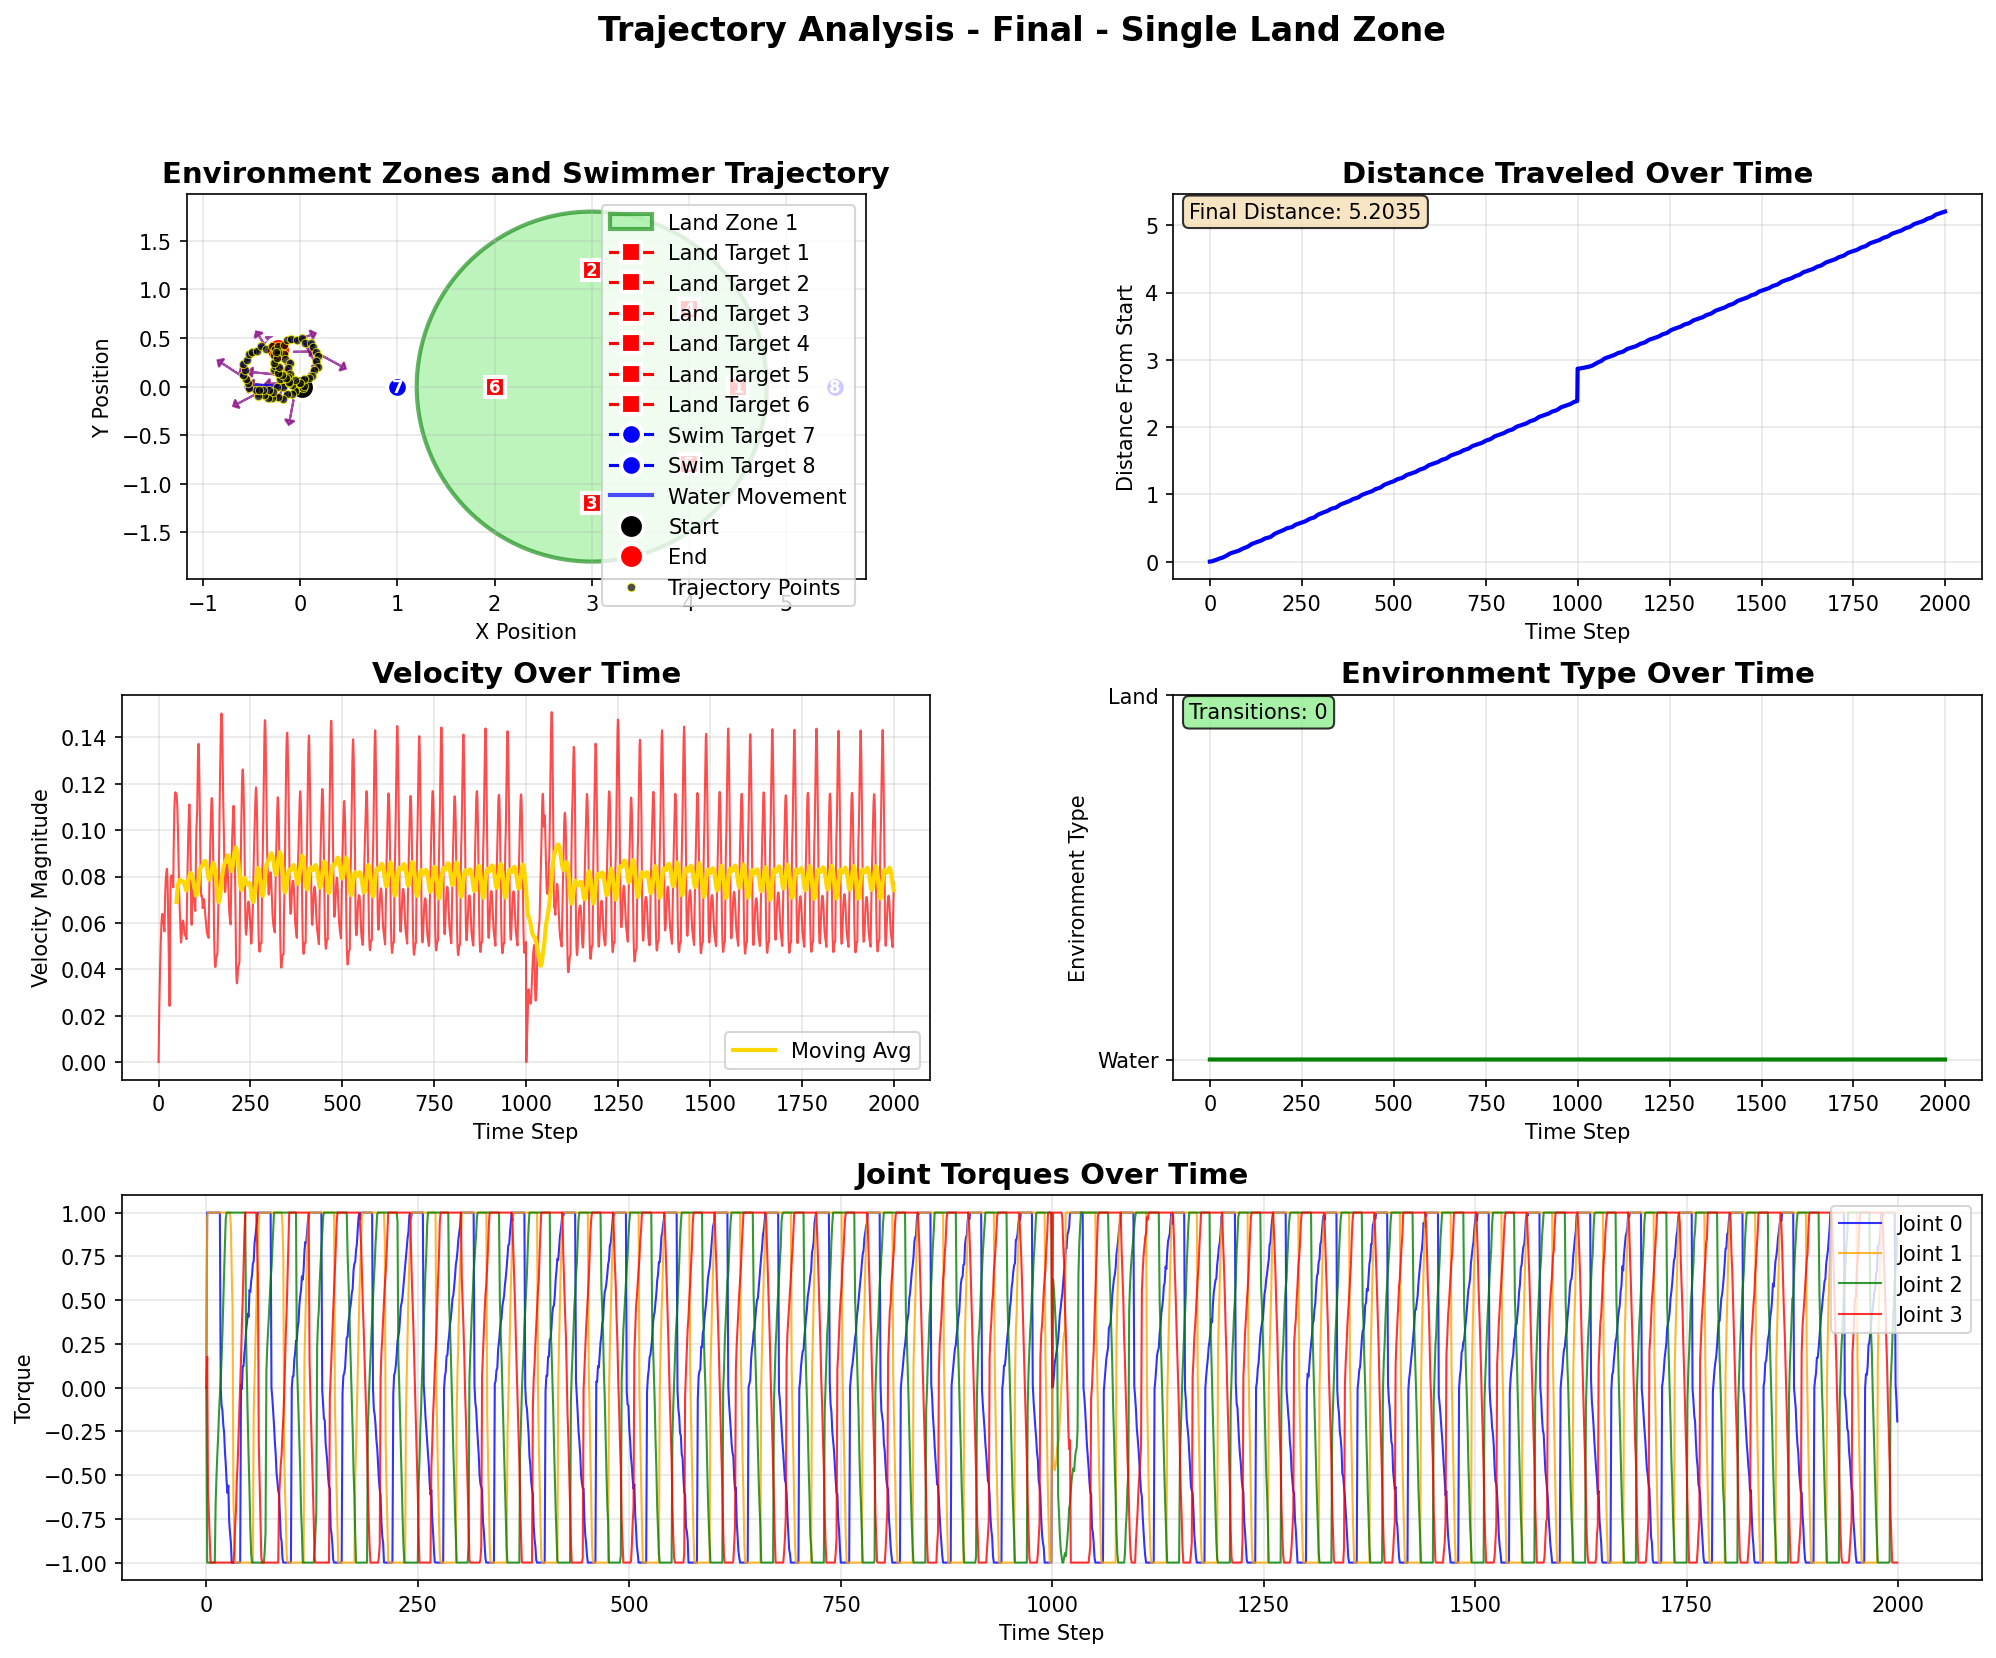 Trajectory Analysis - Final - Single Land Zone
Environment Zones and Swimmer Trajectory
Y Position
1.5
1.0
0.5
0.0
−0.5
−1.0
−1.5
2
7
6
1
8
3
Land Zone 1
Land Target 1
Land Target 2
Land Target 3
Land Target 4
Land Target 5
Land Target 6
Swim Target 7
Swim Target 8
Water Movement
Start
End
Trajectory Points
−1 0 1 2 3 4 5
X Position
Distance Traveled Over Time
Final Distance: 5.2035
Distance From Start
5
4
3
2
1
0
0 250 500 750 1000 1250 1500 1750 2000
Time Step
Velocity Over Time
Velocity Magnitude
0.14
0.12
0.10
0.08
0.06
0.04
0.02
0.00
Moving Avg
0 250 500 750 1000 1250 1500 1750 2000
Time Step
Environment Type Over Time
Transitions: 0
Environment Type
Land
Water
0 250 500 750 1000 1250 1500 1750 2000
Time Step
Joint Torques Over Time
Torque
1.00
0.75
0.50
0.25
0.00
−0.25
−0.50
−0.75
−1.00
Joint 0
Joint 1
Joint 2
Joint 3
0 250 500 750 1000 1250 1500 1750 2000
Time Step